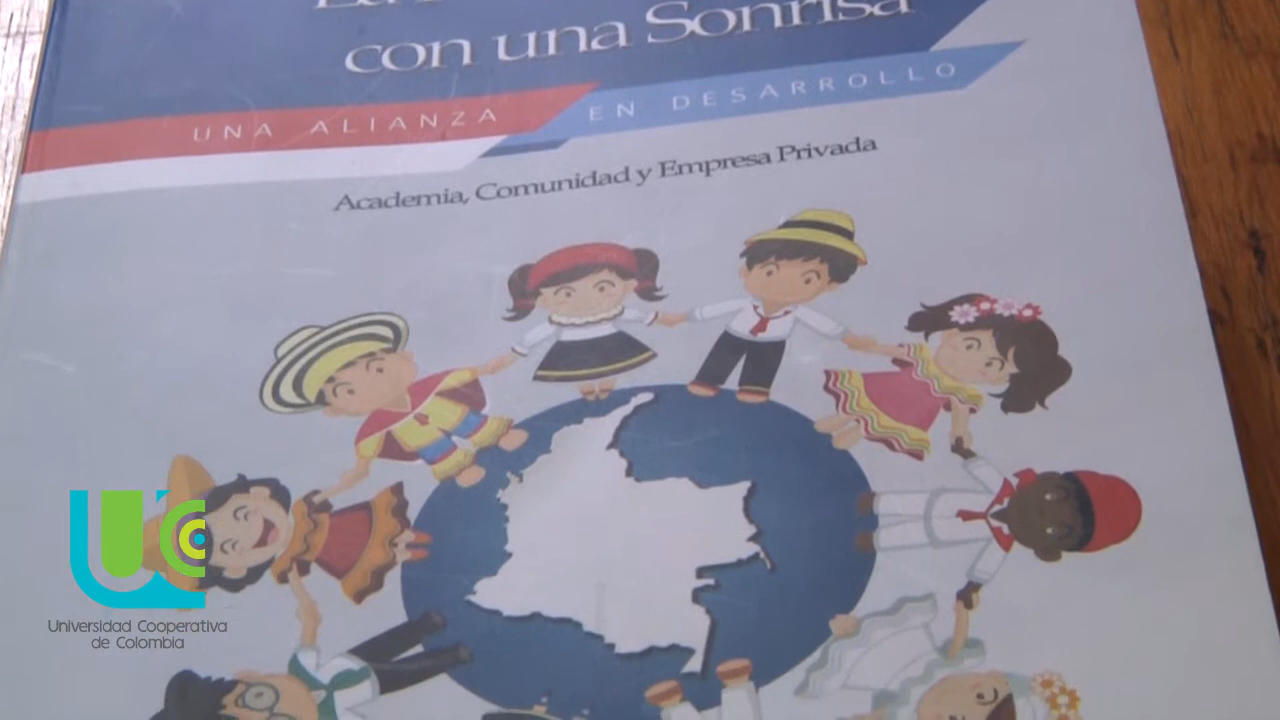 con una Sonrisa
UNA ALIANZA EN DESARROLLO
Academia, Comunidad y Empresa Privada
Universidad Cooperativa
de Colombia